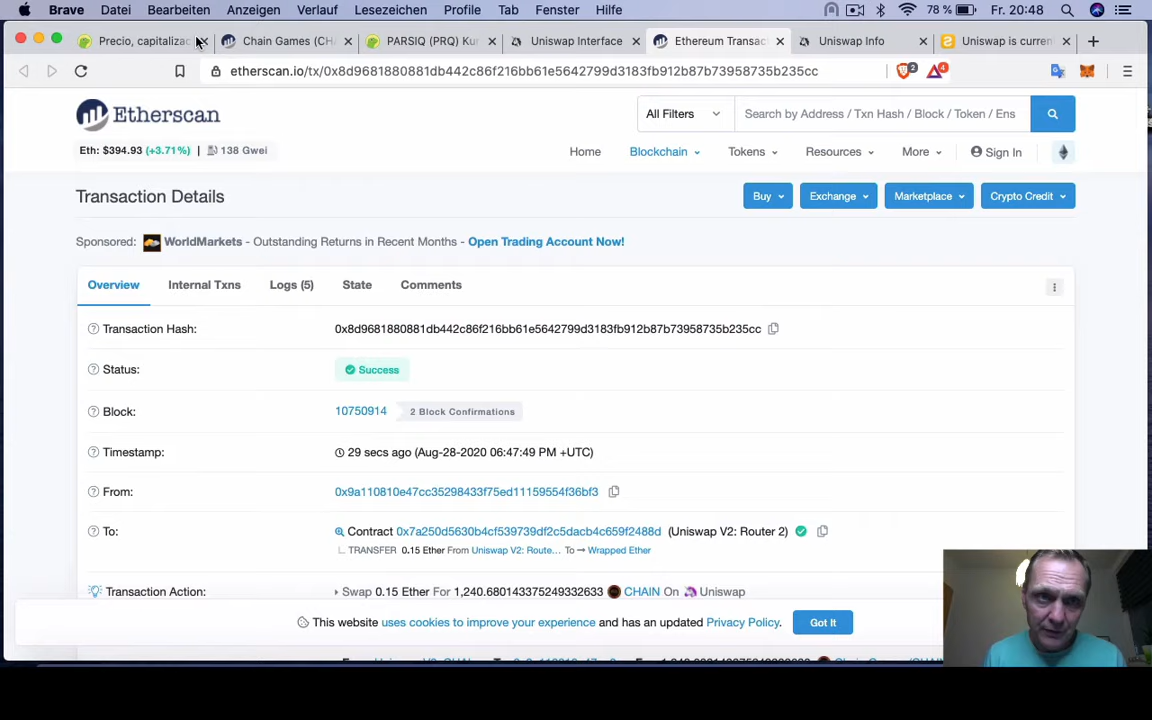 Brave Datei Bearbeiten Anzeigen Verlauf Lesezeichen Profile Tab Fenster Hilfe 78 % Fr. 20:48
Precio, capitaliza Chain Games (CH PARSIQ (PRQ) Ku Uniswap Interface Ethereum Transac Uniswap Info Uniswap is curre
etherscan.io/tx/0x8d9681880881db442c86f216bb61e5642799d3183fb912b87b73958735b235cc 2 4
Etherscan All Filters Search by Address / Txn Hash / Block / Token / Ens
Eth: $394.93 (+3.71%) | 138 Gwei
Home Blockchain Tokens Resources More Sign In
Transaction Details Buy Exchange Marketplace Crypto Credit
Sponsored: WorldMarkets - Outstanding Returns in Recent Months - Open Trading Account Now!
Overview Internal Txns Logs (5) State Comments
Transaction Hash: 0x8d9681880881db442c86f216bb61e5642799d3183fb912b87b73958735b235cc
Status: Success
Block: 10750914 2 Block Confirmations
Timestamp: 29 secs ago (Aug-28-2020 06:47:49 PM +UTC)
From: 0x9a110810e47cc35298433f75ed11159554f36bf3
To: Contract 0x7a250d5630b4cf539739df2c5dacb4c659f2488d (Uniswap V2: Router 2)
TRANSFER 0.15 Ether From Uniswap V2: Route... To → Wrapped Ether
Transaction Action: Swap 0.15 Ether For 1,240.680143375249332633 CHAIN On Uniswap
This website uses cookies to improve your experience and has an updated Privacy Policy. Got It